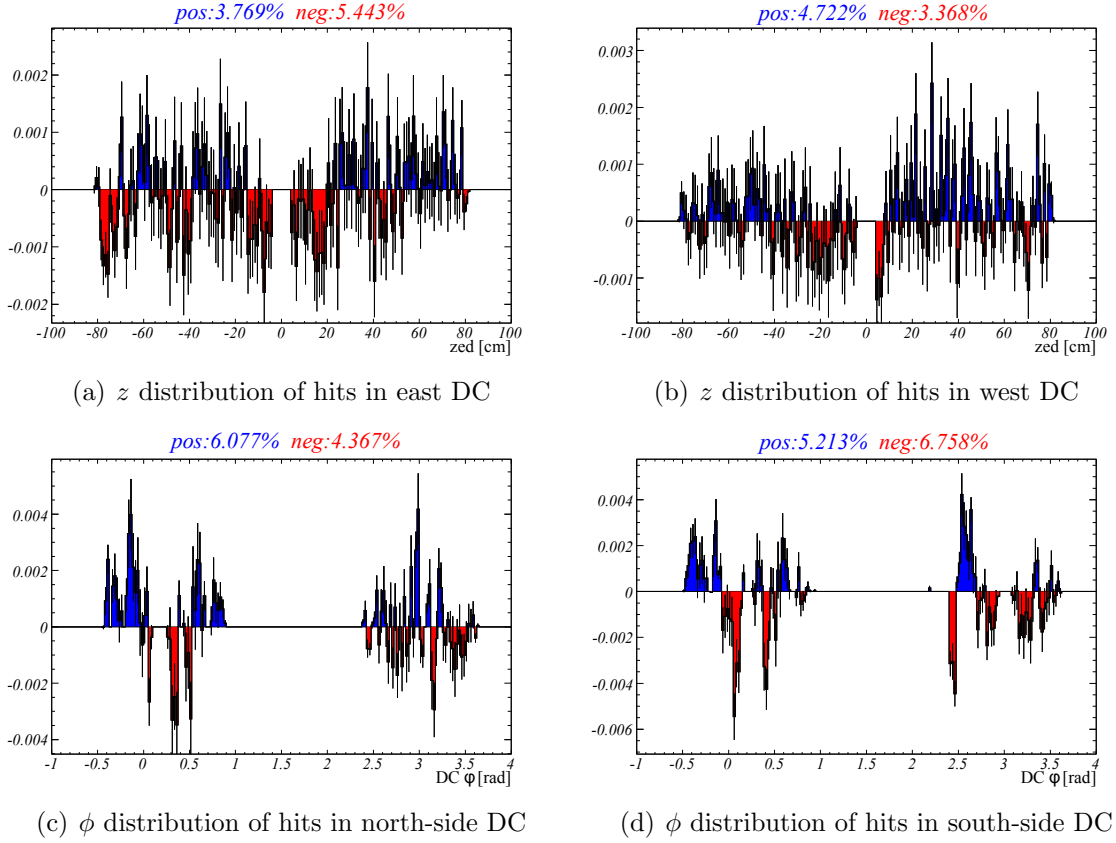 pos:3.769% neg:5.443%
0.002
0.001
0
-0.001
-0.002
-100 -80 -60 -40 -20 0 20 40 60 80 100
zed [cm]
(a) z distribution of hits in east DC
pos:4.722% neg:3.368%
0.003
0.002
0.001
0
-0.001
-100 -80 -60 -40 -20 0 20 40 60 80 100
zed [cm]
(b) z distribution of hits in west DC
pos:6.077% neg:4.367%
0.004
0.002
0
-0.002
-0.004
-1 -0.5 0 0.5 1 1.5 2 2.5 3 3.5 4
DC φ [rad]
(c) ϕ distribution of hits in north-side DC
pos:5.213% neg:6.758%
0.004
0.002
0
-0.002
-0.004
-0.006
-1 -0.5 0 0.5 1 1.5 2 2.5 3 3.5 4
DC φ [rad]
(d) ϕ distribution of hits in south-side DC